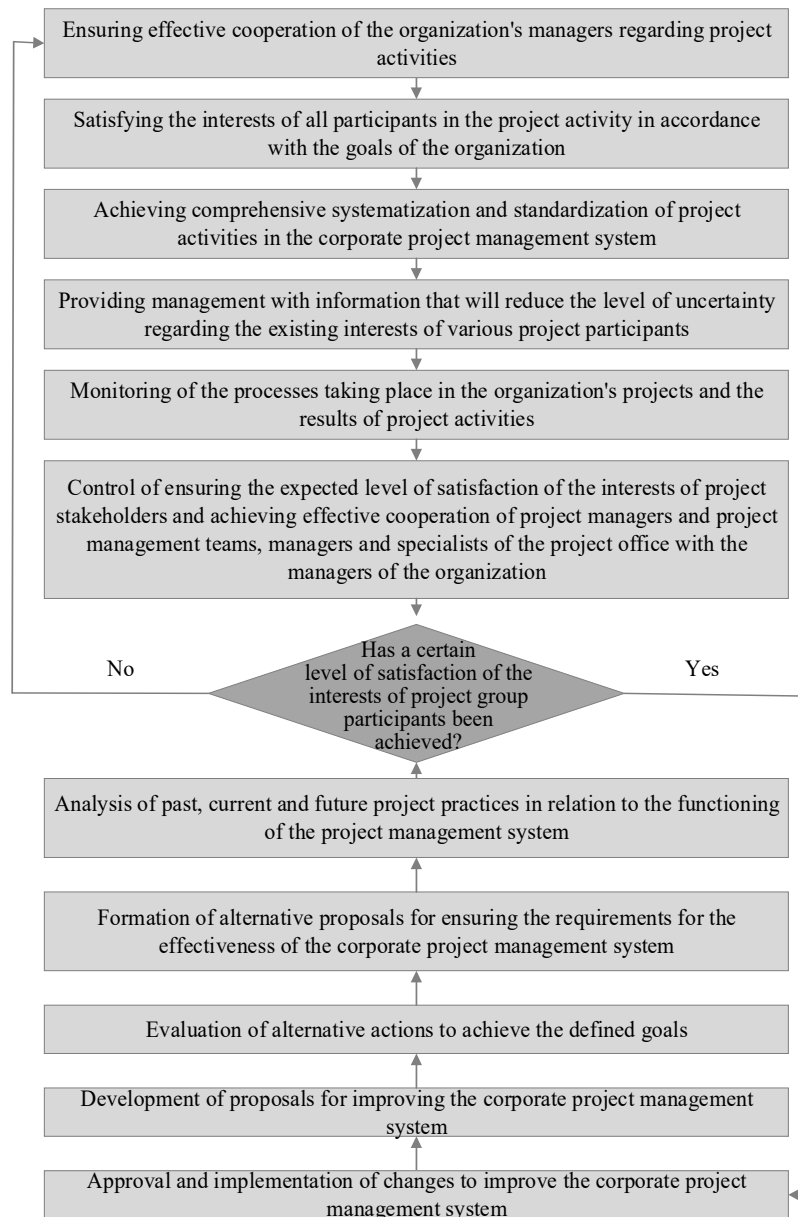 Ensuring effective cooperation of the organization's managers regarding project
activities
Satisfying the interests of all participants in the project activity in accordance
with the goals of the organization
Achieving comprehensive systematization and standardization of project
activities in the corporate project management system
Providing management with information that will reduce the level of uncertainty
regarding the existing interests of various project participants
Monitoring of the processes taking place in the organization's projects and the
results of project activities
Control of ensuring the expected level of satisfaction of the interests of project
stakeholders and achieving effective cooperation of project managers and project
management teams, managers and specialists of the project office with the
managers of the organization
No
Has a certain
level of satisfaction of the
interests of project group
participants been
achieved?
Yes
Analysis of past, current and future project practices in relation to the functioning
of the project management system
Formation of alternative proposals for ensuring the requirements for the
effectiveness of the corporate project management system
Evaluation of alternative actions to achieve the defined goals
Development of proposals for improving the corporate project management
system
Approval and implementation of changes to improve the corporate project
management system